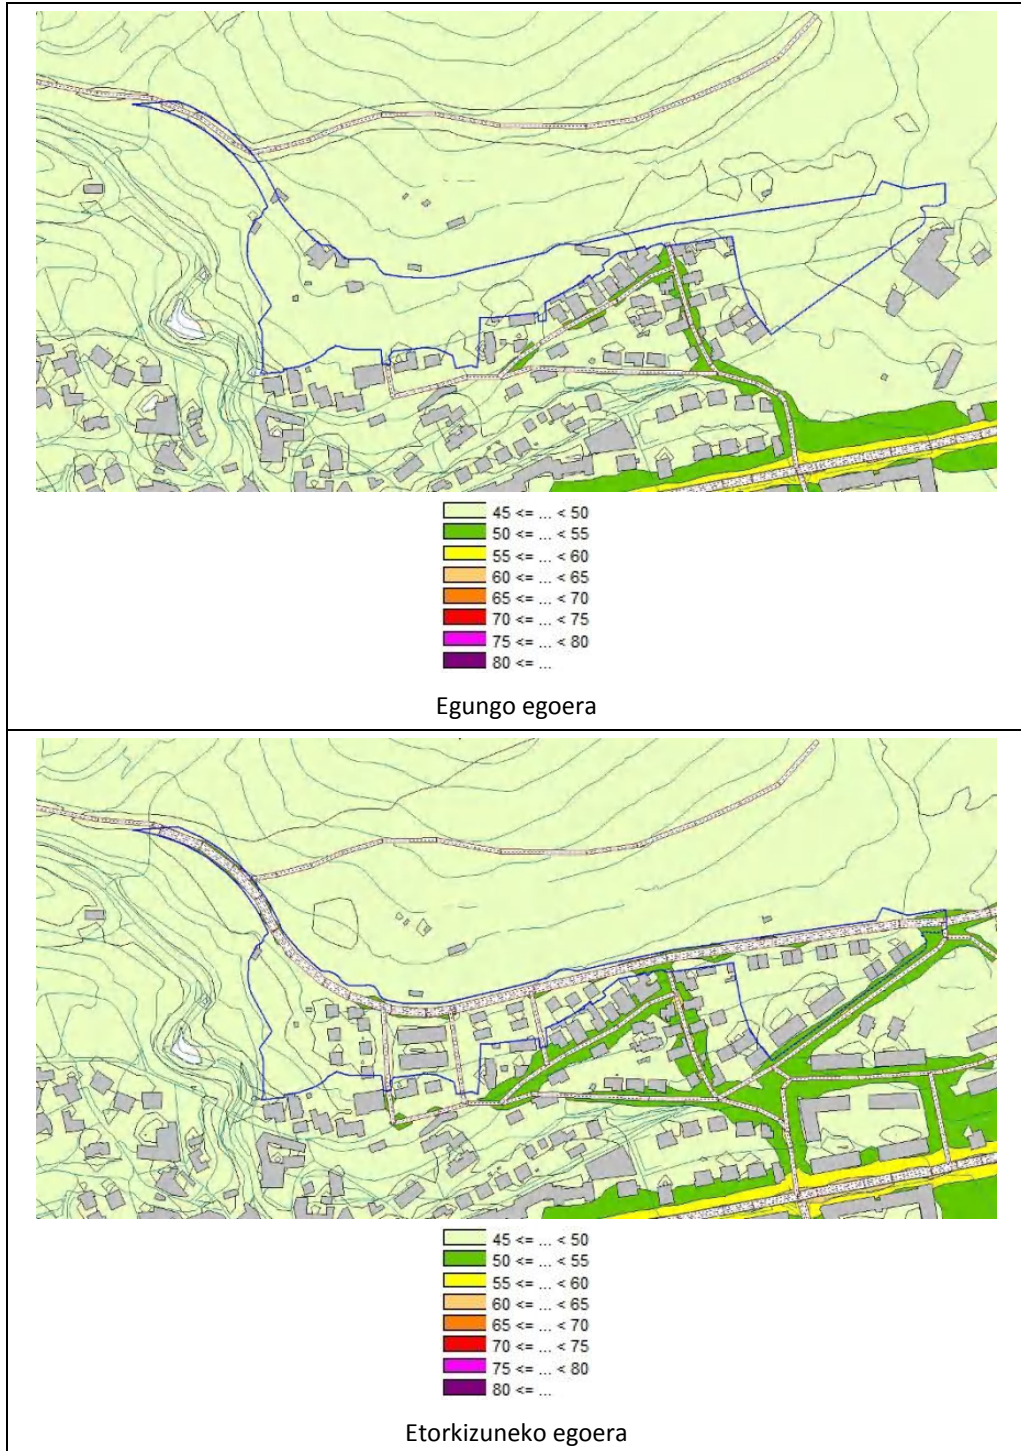 45 <= ... < 50
50 <= ... < 55
55 <= ... < 60
60 <= ... < 65
65 <= ... < 70
70 <= ... < 75
75 <= ... < 80
80 <= ...
Egungo egoera
45 <= ... < 50
50 <= ... < 55
55 <= ... < 60
60 <= ... < 65
65 <= ... < 70
70 <= ... < 75
75 <= ... < 80
80 <= ...
Etorkizuneko egoera